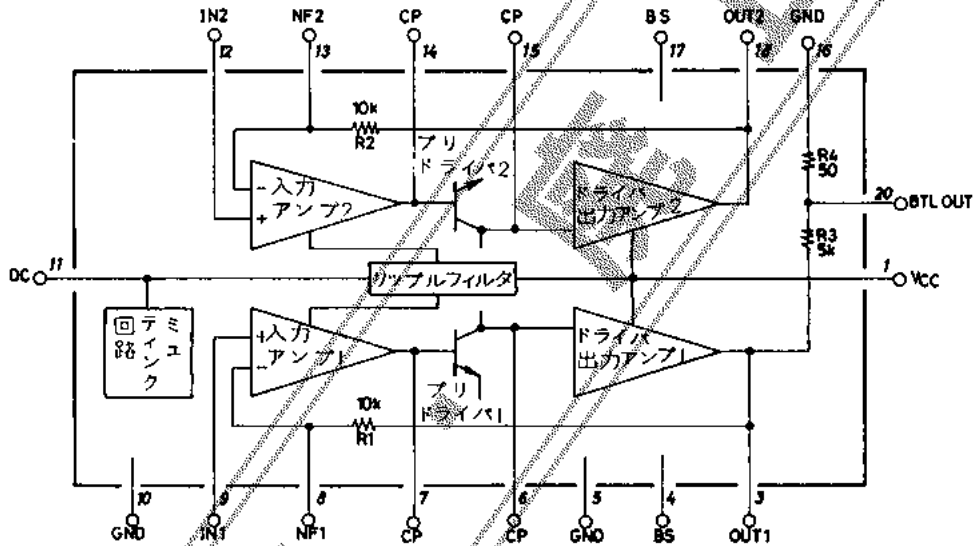 IN2 NF2 CP CP BS OUT2 GND
12 13 14 15 17 18 16
10k
R2
プリ
ドライバ2
R4
50
入力
アンプ2
ドライバ
出力アンプ2
20
BTL OUT
R3
5k
DC 11
リップルフィルタ
1
VCC
ミュ
ティンク
回路
入力
アンプ1
ドライバ
出力アンプ1
プリ
ドライバ1
10k
R1
10 9 8 7 6 5 4 3
GND IN1 NF1 CP CP GND BS OUT1